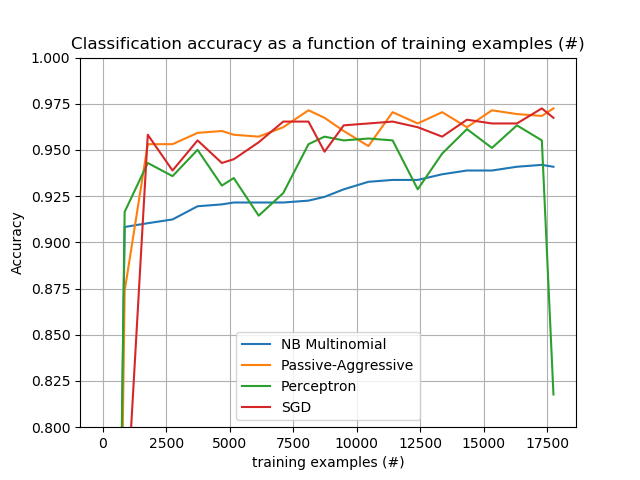 Classification accuracy as a function of training examples (#)
1.000
0.975
0.950
0.925
0.900
0.875
0.850
0.825
0.800
Accuracy
NB Multinomial
Passive-Aggressive
Perceptron
SGD
0 2500 5000 7500 10000 12500 15000 17500
training examples (#)